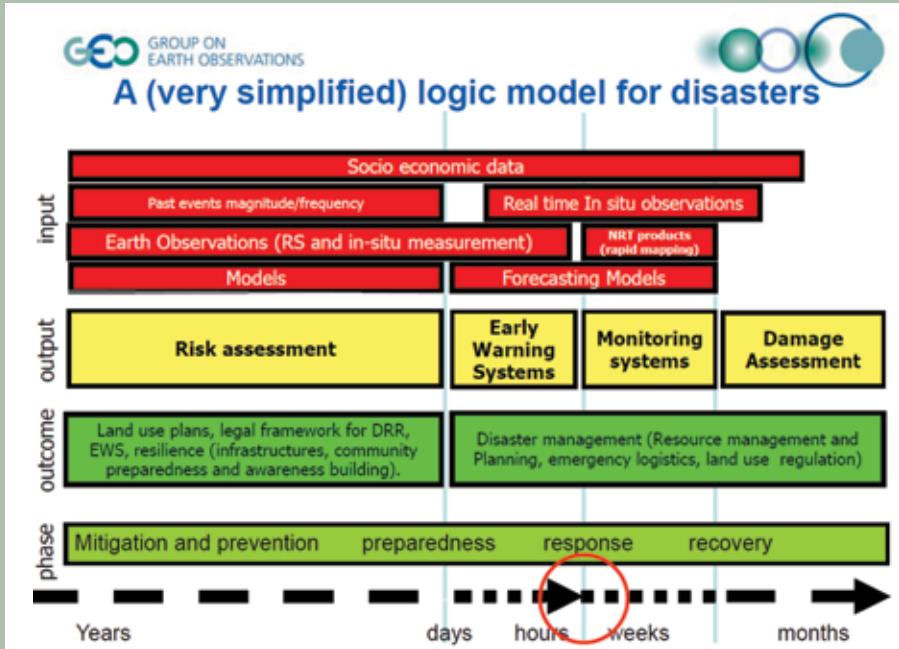 GEO GROUP ON
EARTH OBSERVATIONS
A (very simplified) logic model for disasters
input
Socio economic data
Past events magnitude/frequency
Real time In situ observations
Earth Observations (RS and in-situ measurement)
NRT products
(rapid mapping)
Models
Forecasting Models
output
Risk assessment
Early
Warning
Systems
Monitoring
systems
Damage
Assessment
outcome
Land use plans, legal framework for DRR,
EWS, resilience (infrastructures, community
preparedness and awareness building).
Disaster management (Resource management and
Planning, emergency logistics, land use regulation)
phase
Mitigation and prevention preparedness response recovery
Years days hours weeks months